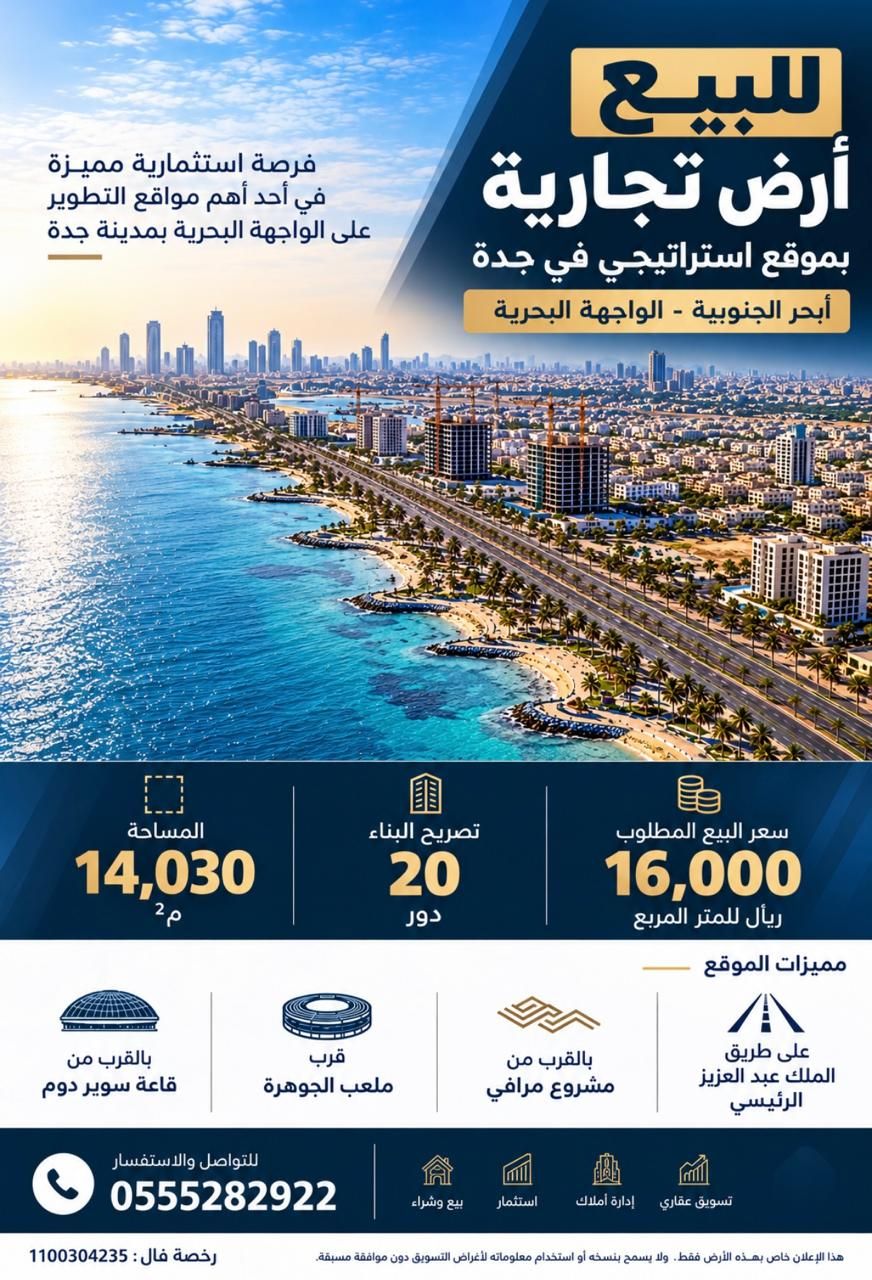 للبيع
أرض تجارية
بموقع استراتيجي في جدة
أبحر الجنوبية - الواجهة البحرية
فرصة استثمارية مميزة
في أحد أهم مواقع التطوير
على الواجهة البحرية بمدينة جدة
سعر البيع المطلوب
16,000
ريأل للمتر المربع
تصريح البناء
20
دور
المساحة
14,030
م2
مميزات الموقع
على طريق
الملك عبد العزيز
الرئيسي
بالقرب من
مشروع مرافي
قرب
ملعب الجوهرة
بالقرب من
قاعة سوير دوم
تسويق عقاري
إدارة أملاك
استثمار
بيع وشراء
للتواصل والاستفسار
0555282922
هذا الإعلان خاص بهذه الأرض فقط. ولا يسمح بنسخه أو استخدام معلوماته لأغراض التسويق دون موافقة مسبقة.
رخصة فال : 1100304235